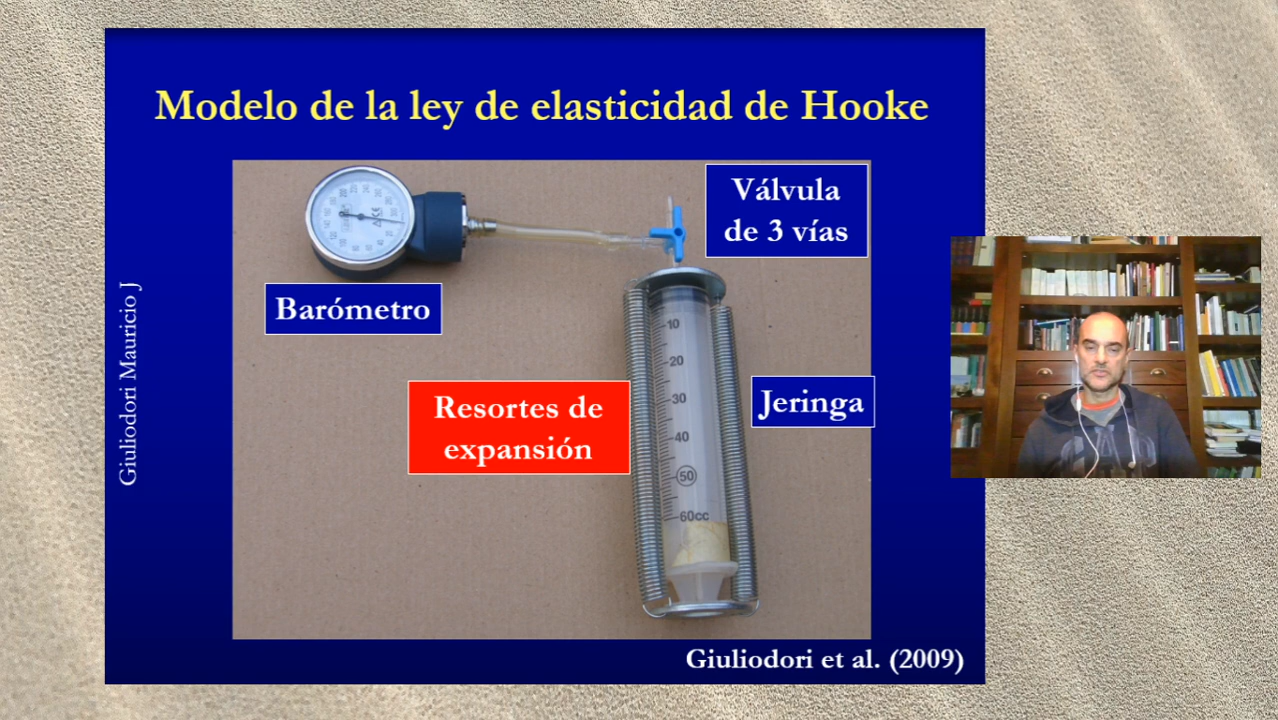 Modelo de la ley de elasticidad de Hooke
Válvula
de 3 vías
Barómetro
Resortes de
expansión
Jeringa
10
20
30
40
50
60cc
Giuliodori Mauricio J
Giuliodori et al. (2009)